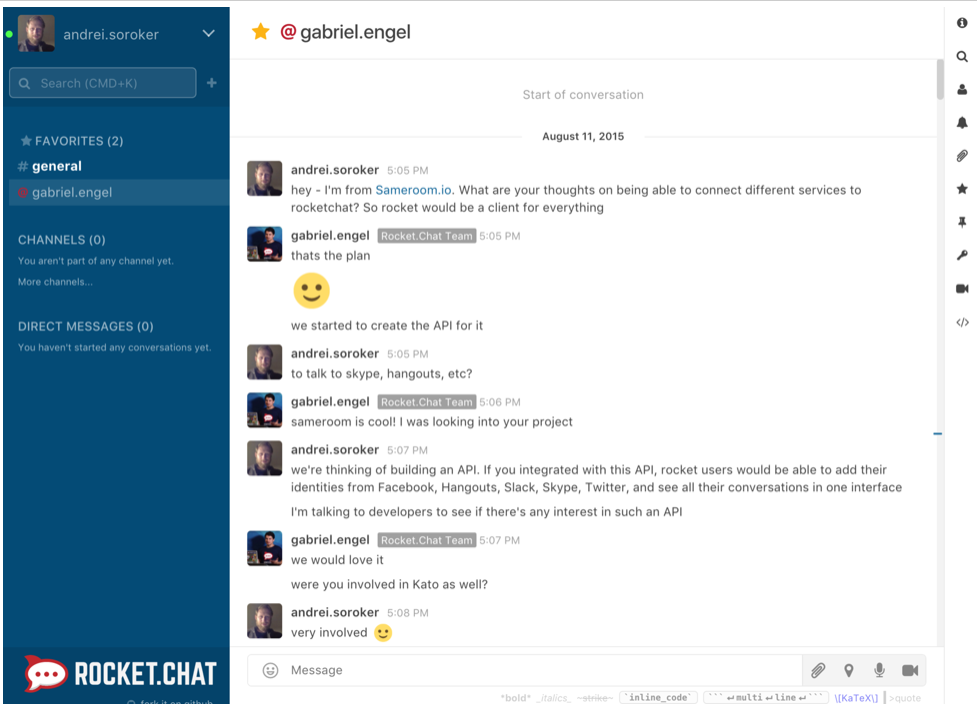 andrei.soroker
Search (CMD+K)
FAVORITES (2)
# general
@ gabriel.engel
CHANNELS (0)
You aren't part of any channel yet.
More channels...
DIRECT MESSAGES (0)
You haven't started any conversations yet.
ROCKET.CHAT
fork it on github
@ gabriel.engel
Start of conversation
August 11, 2015
andrei.soroker 5:05 PM
hey - I'm from Sameroom.io. What are your thoughts on being able to connect different services to
rocketchat? So rocket would be a client for everything
gabriel.engel Rocket.Chat Team 5:05 PM
thats the plan
we started to create the API for it
andrei.soroker 5:05 PM
to talk to skype, hangouts, etc?
gabriel.engel Rocket.Chat Team 5:06 PM
sameroom is cool! I was looking into your project
andrei.soroker 5:07 PM
we're thinking of building an API. If you integrated with this API, rocket users would be able to add their
identities from Facebook, Hangouts, Slack, Skype, Twitter, and see all their conversations in one interface
I'm talking to developers to see if there's any interest in such an API
gabriel.engel Rocket.Chat Team 5:07 PM
we would love it
were you involved in Kato as well?
andrei.soroker 5:08 PM
very involved
Message
*bold* _italics_ ~strike~ `inline_code` ```↵multi↵line↵``` \[KaTeX\] >quote